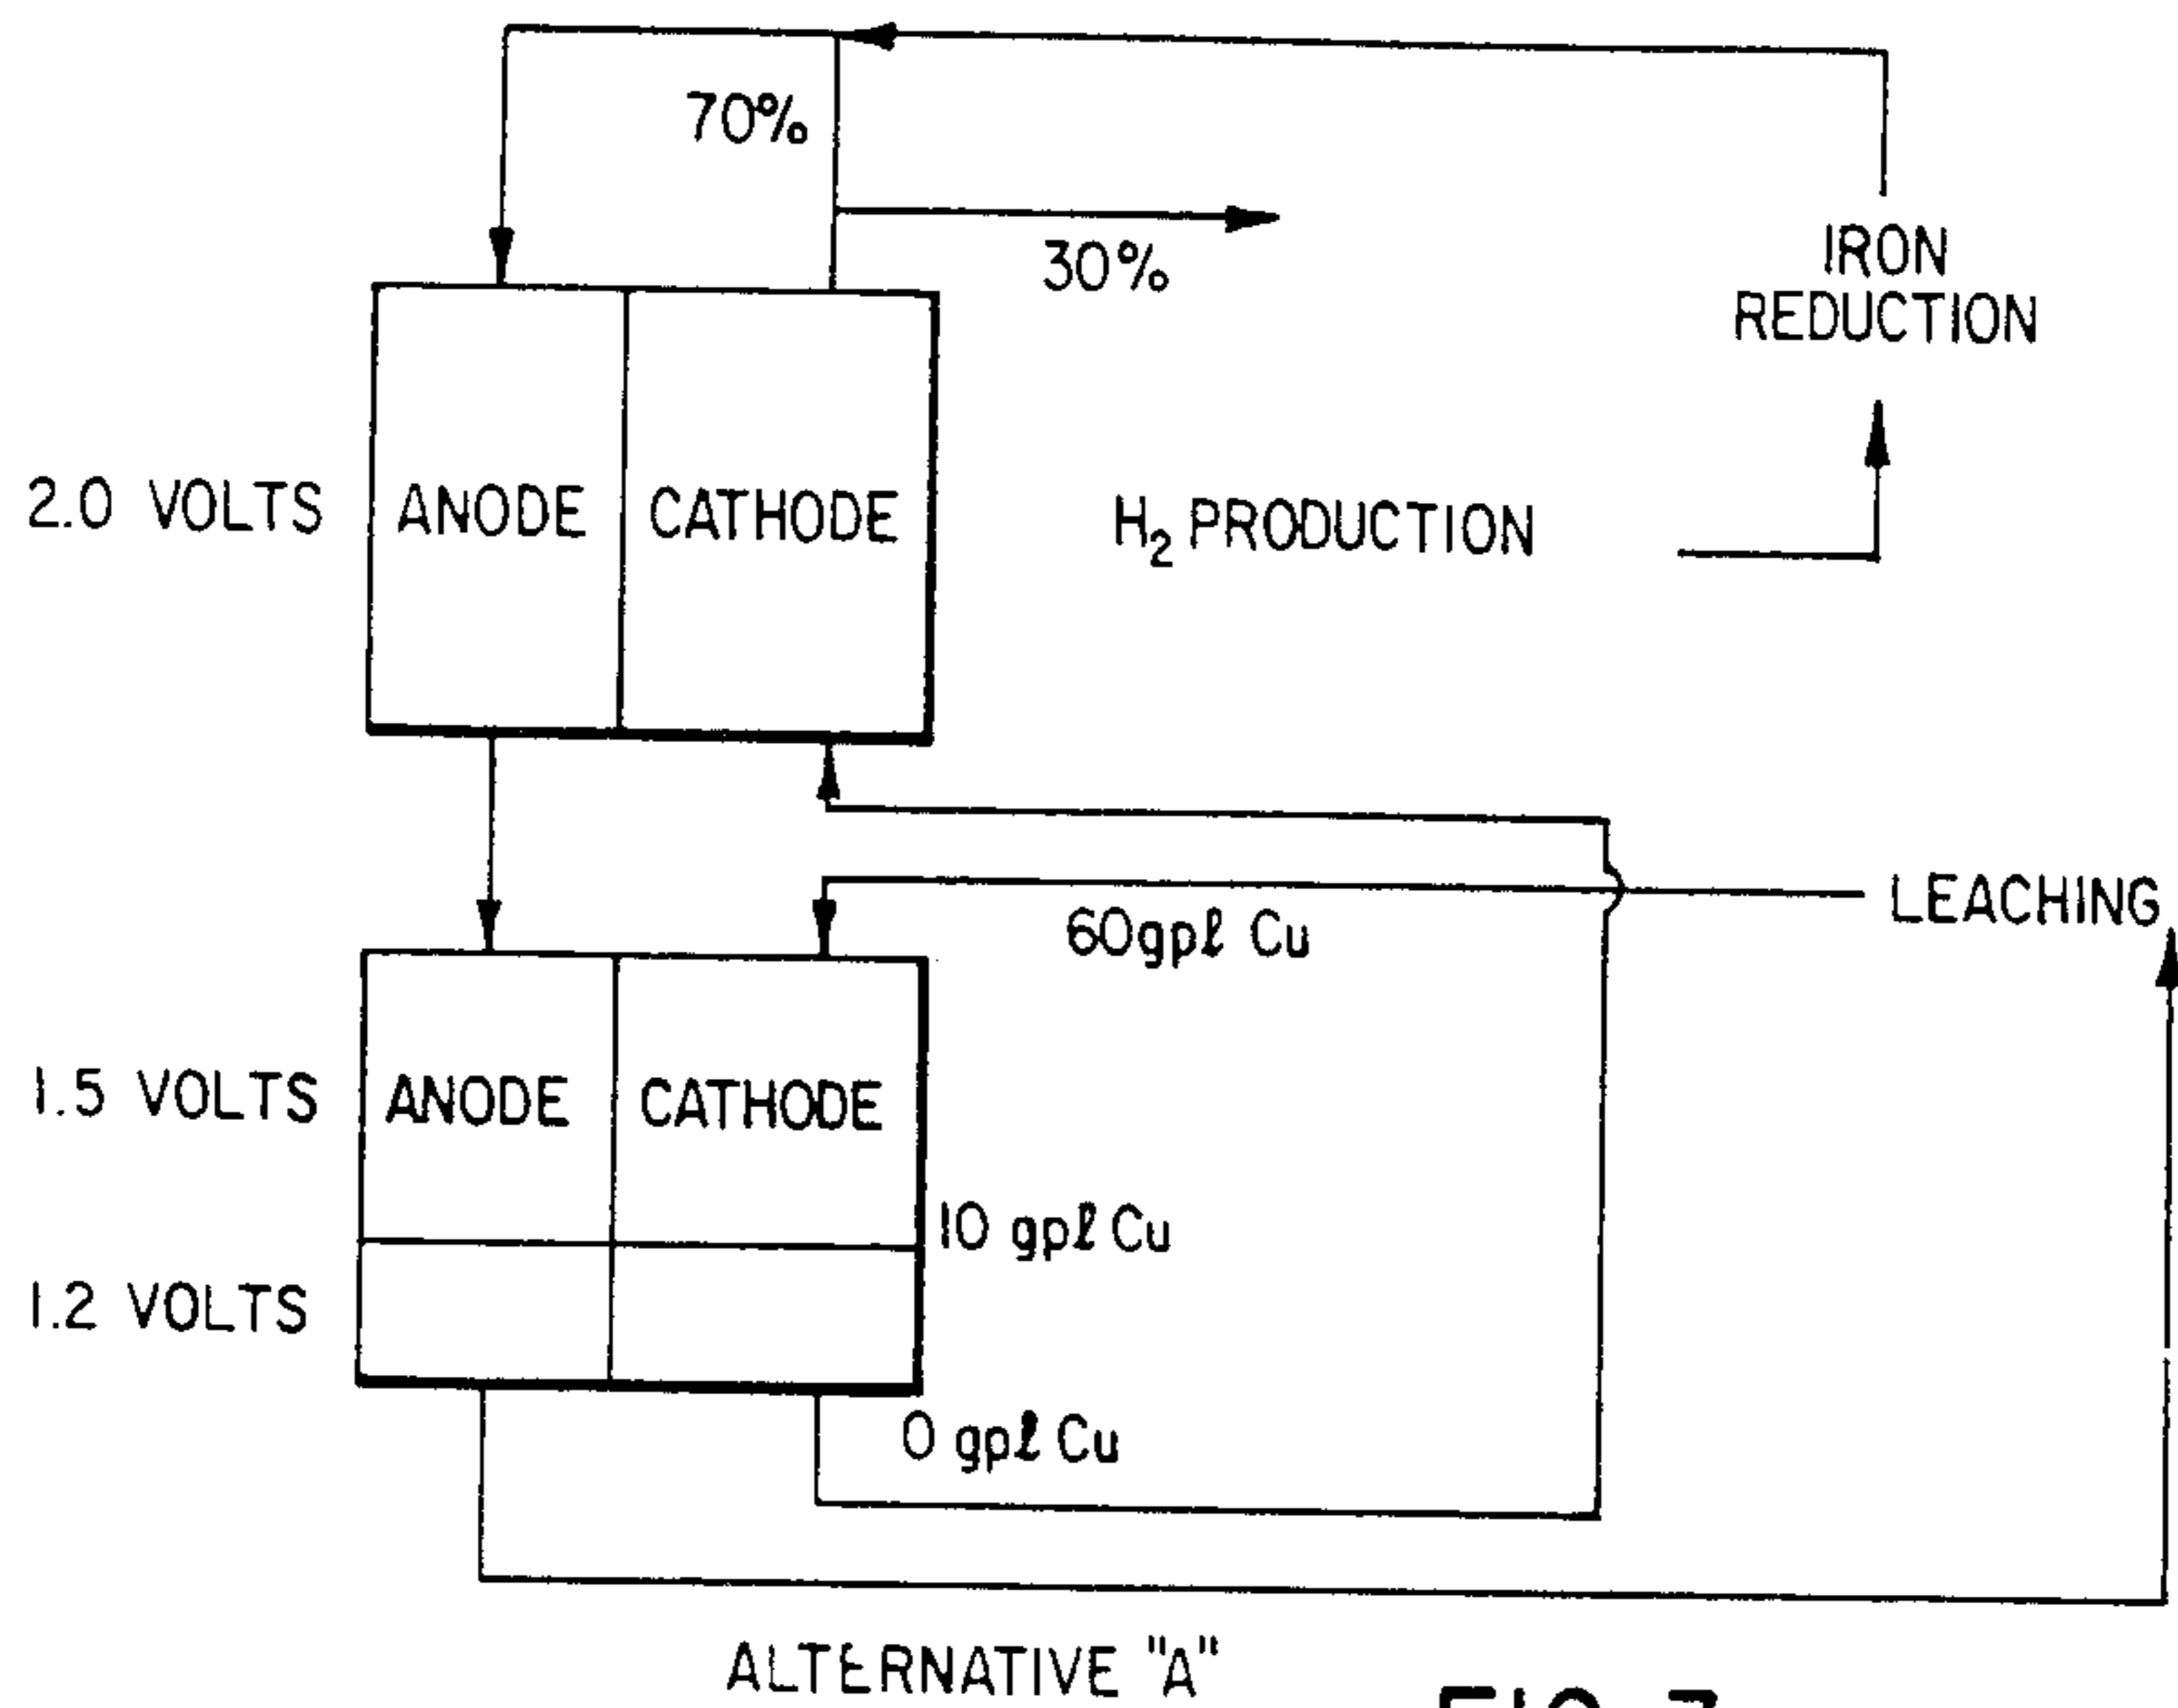 70%
30%
IRON
REDUCTION
2.0 VOLTS
ANODE
CATHODE
H₂ PRODUCTION
LEACHING
60gpℓ Cu
1.5 VOLTS
ANODE
CATHODE
10 gpℓ Cu
1.2 VOLTS
0 gpℓ Cu
ALTERNATIVE "A"